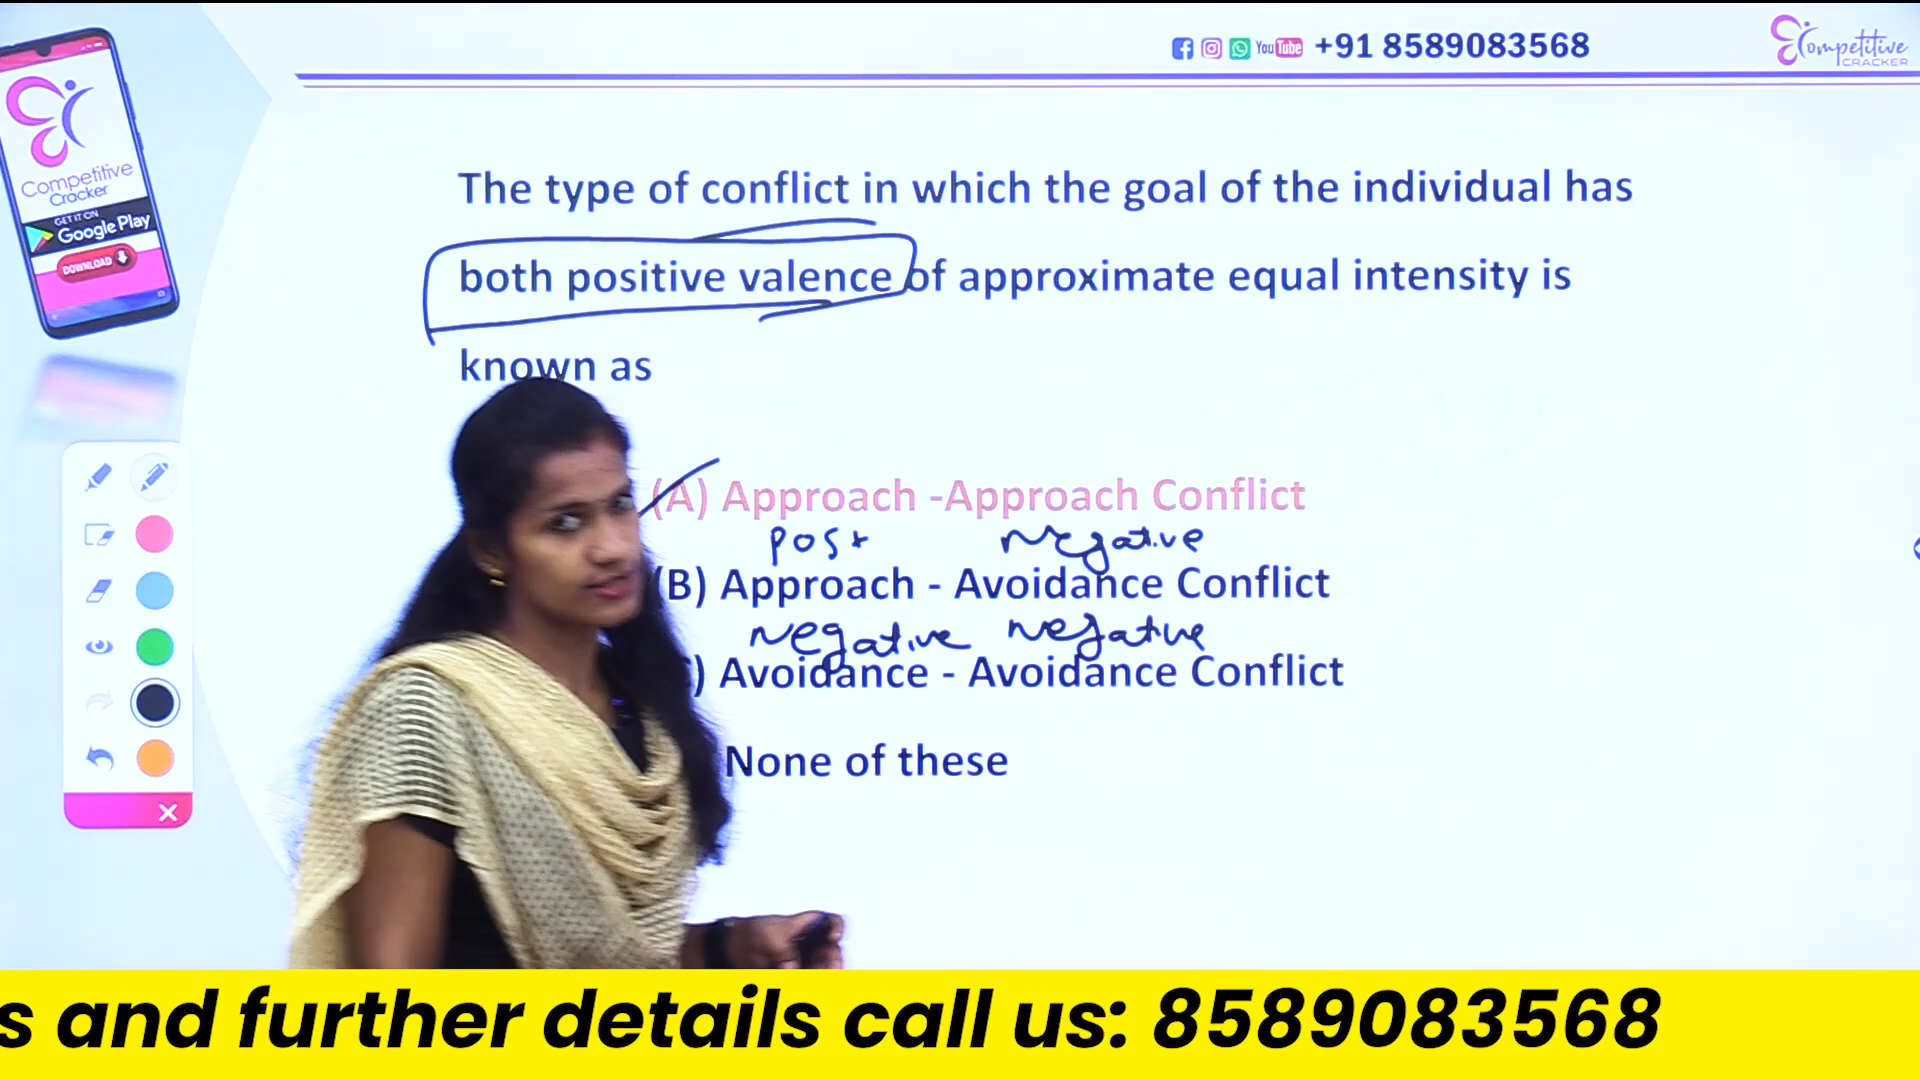 +91 8589083568
YouTube
Competitive
CRACKER
Competitive
Cracker
GET IT ON
Google Play
DOWNLOAD
The type of conflict in which the goal of the individual has
both positive valence of approximate equal intensity is
known as
(A) Approach -Approach Conflict
post negative
(B) Approach - Avoidance Conflict
negative negative
) Avoidance - Avoidance Conflict
None of these
s and further details call us: 8589083568